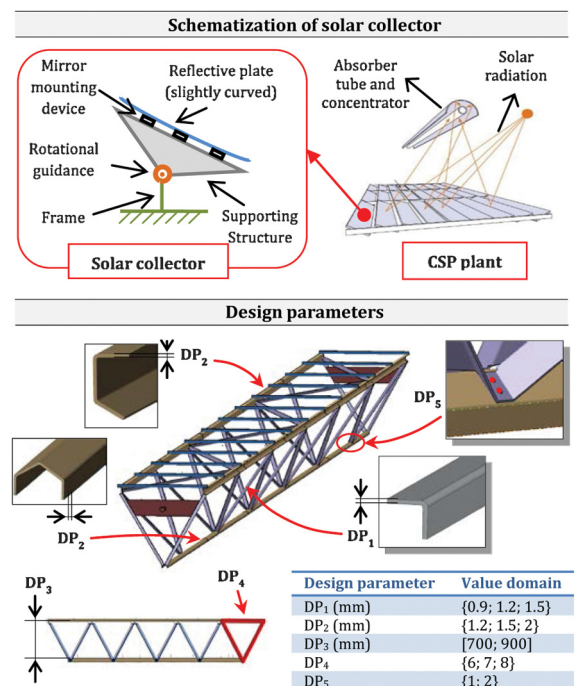 Schematization of solar collector
Mirror
mounting
device
Reflective plate
(slightly curved)
Rotational
guidance
Frame
Supporting
Structure
Solar collector
Absorber
tube and
concentrator
Solar
radiation
CSP plant
Design parameters
DP2
DP2
DP5
DP2
DP1
DP3
DP4
Design parameter Value domain
DP1 (mm) {0.9; 1.2; 1.5}
DP2 (mm) {1.2; 1.5; 2}
DP3 (mm) [700; 900]
DP4 {6; 7; 8}
DP5 {1; 2}